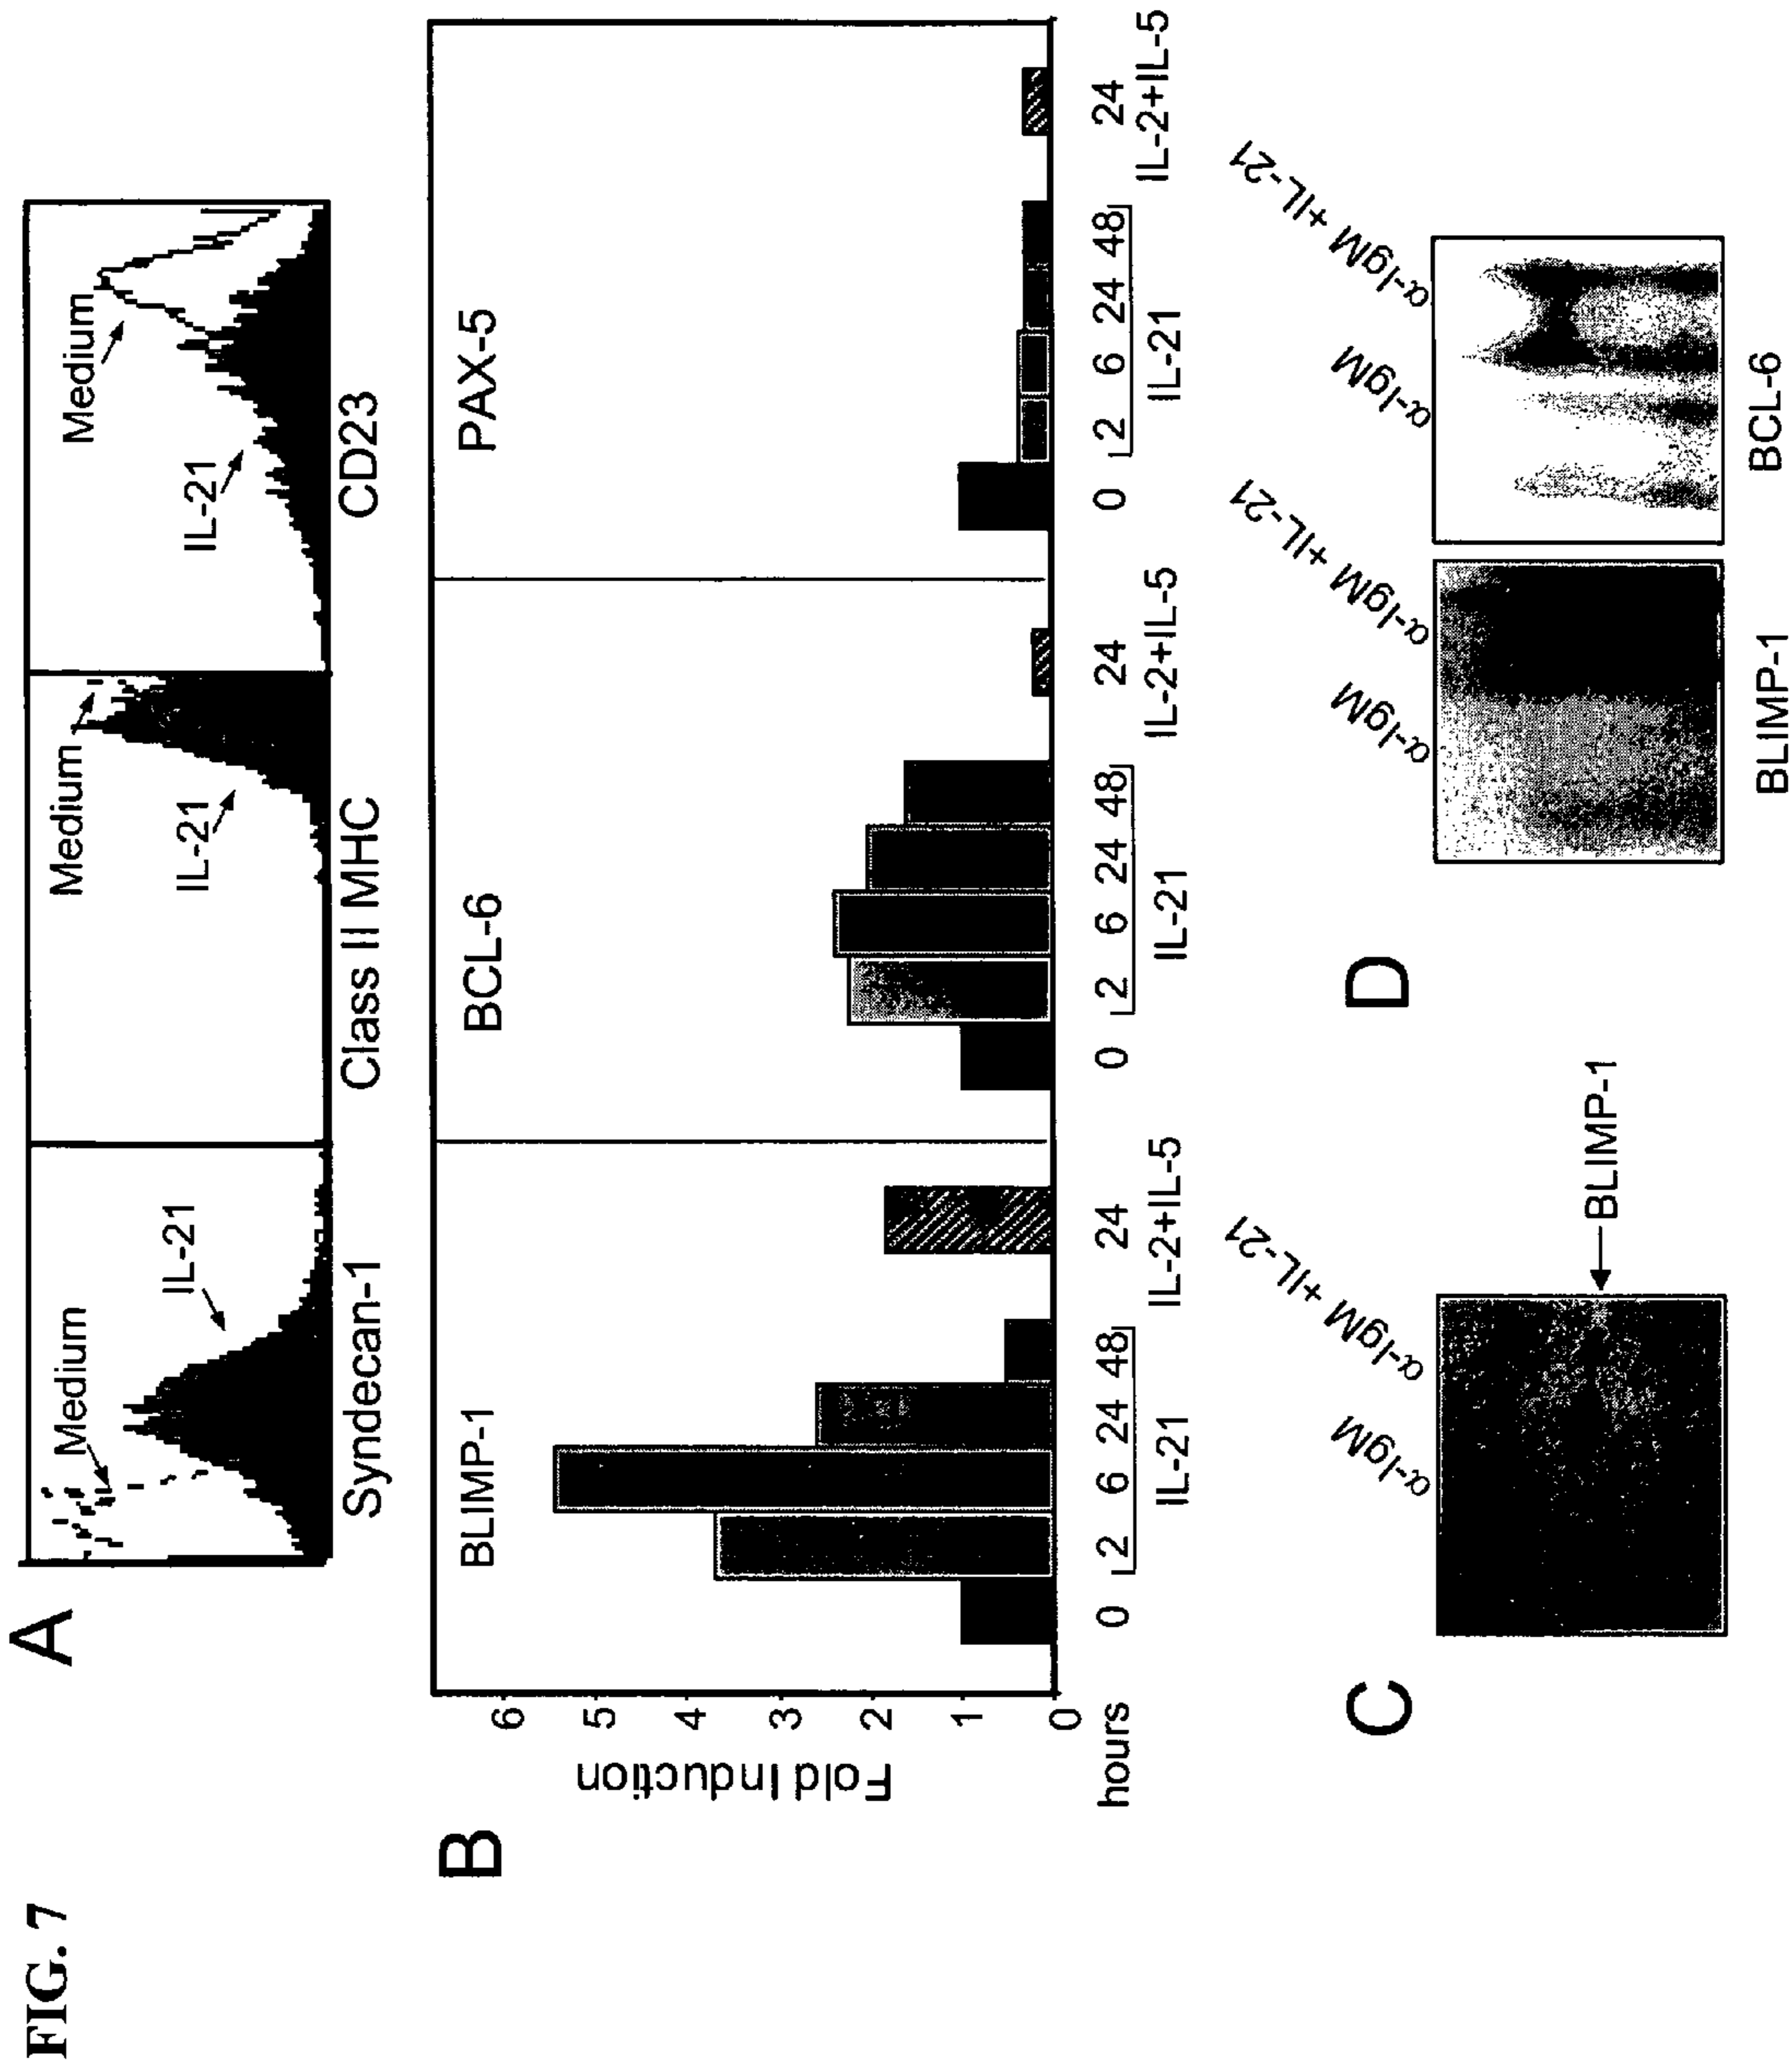 FIG. 7
A
Medium
IL-21
Medium
IL-21
Medium
IL-21
Syndecan-1
Class II MHC
CD23
B
Fold Induction
6
5
4
3
2
1
0
BLIMP-1
BCL-6
PAX-5
hours
0 2 6 24 48 24
0 2 6 24 48 24
0 2 6 24 48 24
IL-21 IL-2+IL-5
IL-21 IL-2+IL-5
IL-21 IL-2+IL-5
C
α-IgM
α-IgM +IL-21
BLIMP-1
D
α-IgM
α-IgM +IL-21
α-IgM
α-IgM +IL-21
BLIMP-1
BCL-6